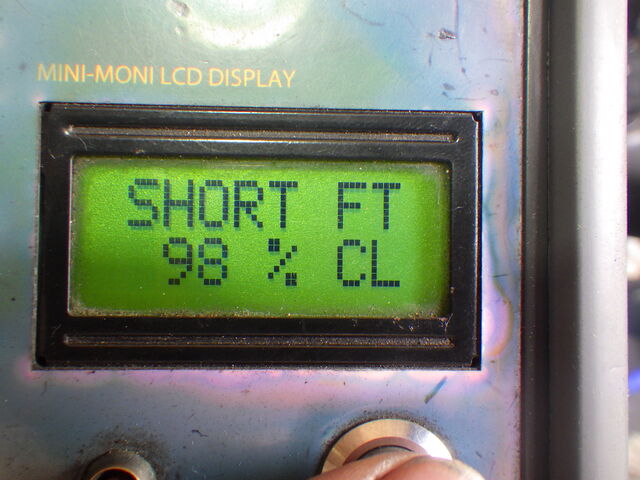 MINI-MONI LCD DISPLAY
SHORT FT
98 % CL